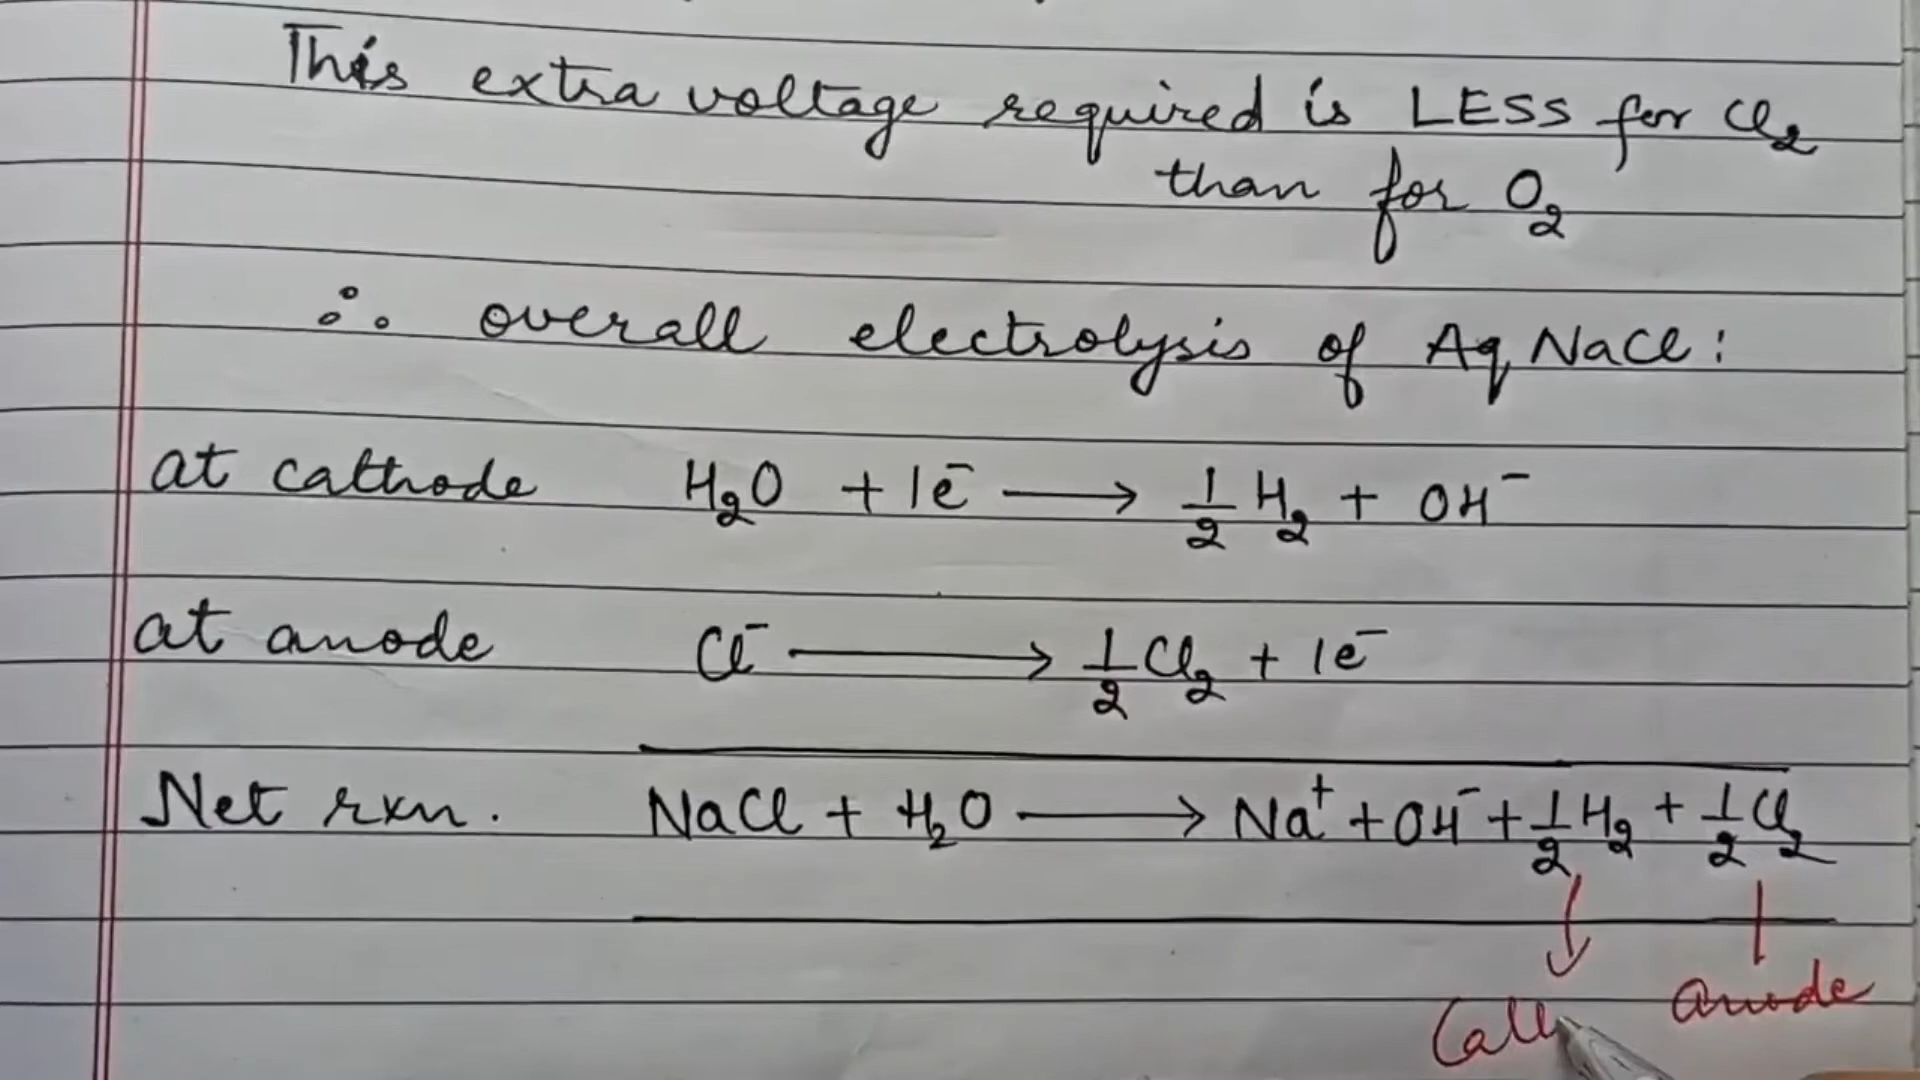 This extra voltage required is LESS for Cl₂
than for O₂
∴ overall electrolysis of Aq NaCl:
at cathode H₂O + 1e⁻ ⟶ 1/2 H₂ + OH⁻
at anode Cl⁻ ⟶ 1/2 Cl₂ + 1e⁻
Net rxn. NaCl + H₂O ⟶ Na⁺ + OH⁻ + 1/2 H₂ + 1/2 Cl₂
anode